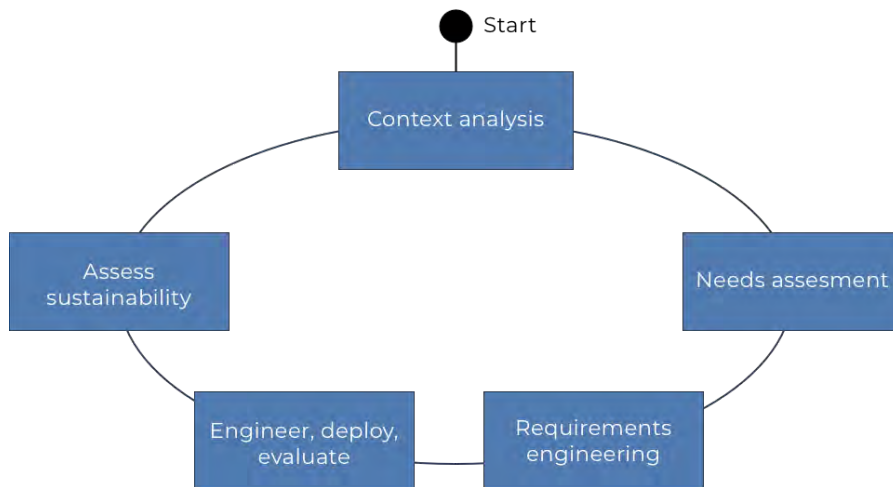 Start
Context analysis
Needs assesment
Requirements
engineering
Engineer, deploy,
evaluate
Assess
sustainability